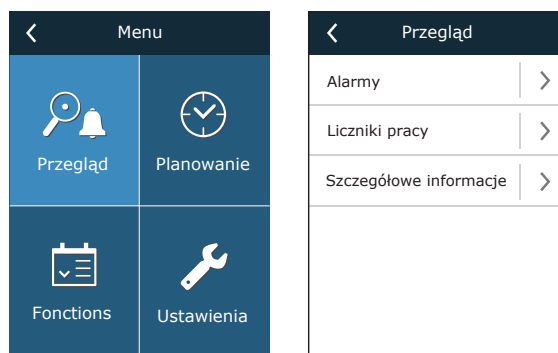 Menu
Przegląd
Planowanie
Fonctions
Ustawienia
Przegląd
Alarmy
Liczniki pracy
Szczegółowe informacje